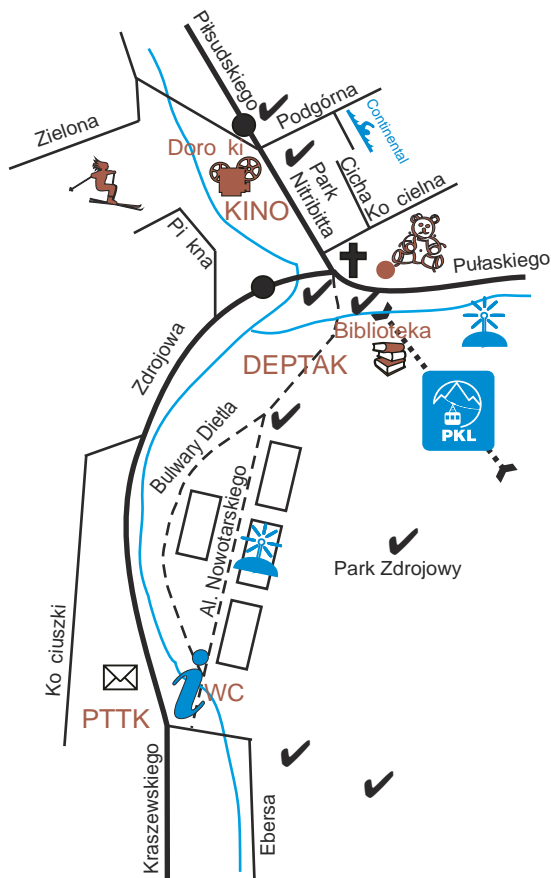 Piłsudskiego
Podgórna
Continental
Zielona
Doro ki
KINO
Park
Nitribitta
Cicha
Ko cielna
Pi kna
Pułaskiego
Zdrojowa
Biblioteka
DEPTAK
PKL
Bulwary Dietla
Al. Nowotarskiego
Park Zdrojowy
Ko ciuszki
WC
PTTK
Kraszewskiego
Ebersa